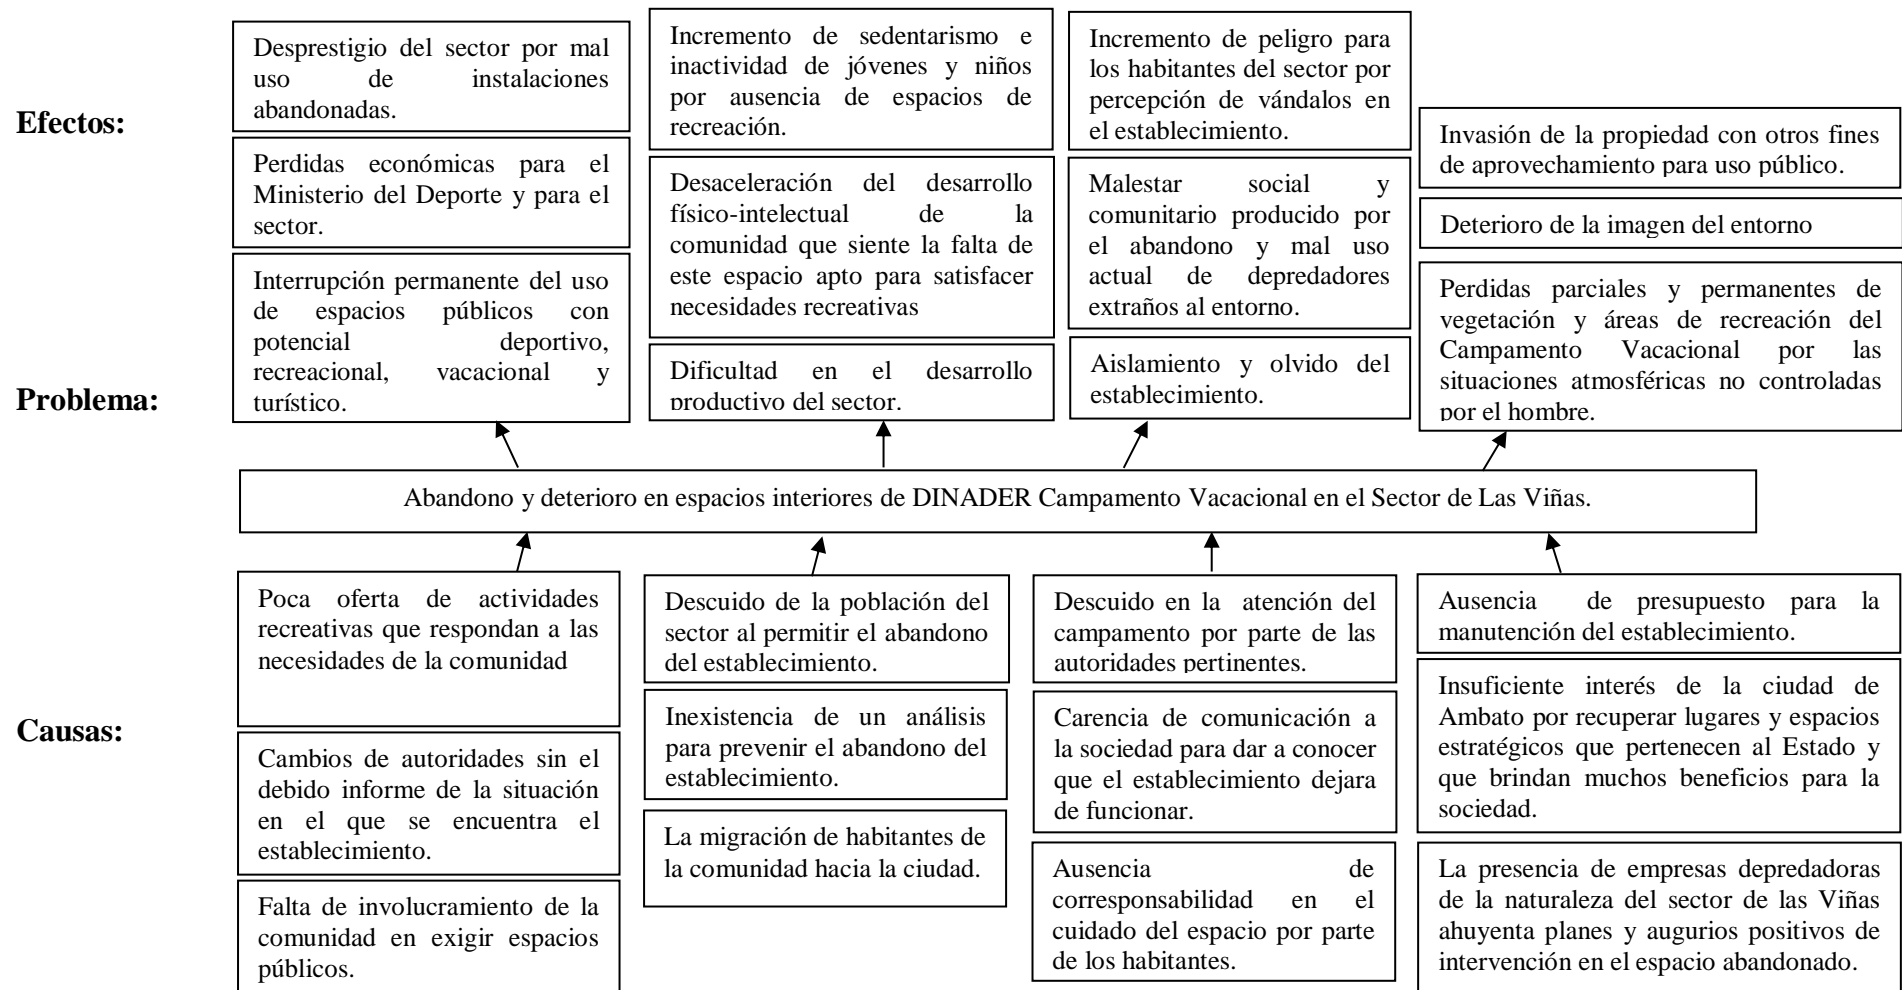 Efectos:
Desprestigio del sector por mal
uso de instalaciones
abandonadas.
Perdidas económicas para el
Ministerio del Deporte y para el
sector.
Interrupción permanente del uso
de espacios públicos con
potencial deportivo,
recreacional, vacacional y
turístico.
Incremento de sedentarismo e
inactividad de jóvenes y niños
por ausencia de espacios de
recreación.
Desaceleración del desarrollo
físico-intelectual de la
comunidad que siente la falta de
este espacio apto para satisfacer
necesidades recreativas
Dificultad en el desarrollo
productivo del sector.
Incremento de peligro para
los habitantes del sector por
percepción de vándalos en
el establecimiento.
Malestar social y
comunitario producido por
el abandono y mal uso
actual de depredadores
extraños al entorno.
Aislamiento y olvido del
establecimiento.
Invasión de la propiedad con otros fines
de aprovechamiento para uso público.
Deterioro de la imagen del entorno
Perdidas parciales y permanentes de
vegetación y áreas de recreación del
Campamento Vacacional por las
situaciones atmosféricas no controladas
por el hombre.
Problema:
Abandono y deterioro en espacios interiores de DINADER Campamento Vacacional en el Sector de Las Viñas.
Causas:
Poca oferta de actividades
recreativas que respondan a las
necesidades de la comunidad
Cambios de autoridades sin el
debido informe de la situación
en el que se encuentra el
establecimiento.
Falta de involucramiento de la
comunidad en exigir espacios
públicos.
Descuido de la población del
sector al permitir el abandono
del establecimiento.
Inexistencia de un análisis
para prevenir el abandono del
establecimiento.
La migración de habitantes de
la comunidad hacia la ciudad.
Descuido en la atención del
campamento por parte de las
autoridades pertinentes.
Carencia de comunicación a
la sociedad para dar a conocer
que el establecimiento dejara
de funcionar.
Ausencia de
corresponsabilidad en el
cuidado del espacio por parte
de los habitantes.
Ausencia de presupuesto para la
manutención del establecimiento.
Insuficiente interés de la ciudad de
Ambato por recuperar lugares y espacios
estratégicos que pertenecen al Estado y
que brindan muchos beneficios para la
sociedad.
La presencia de empresas depredadoras
de la naturaleza del sector de las Viñas
ahuyenta planes y augurios positivos de
intervención en el espacio abandonado.